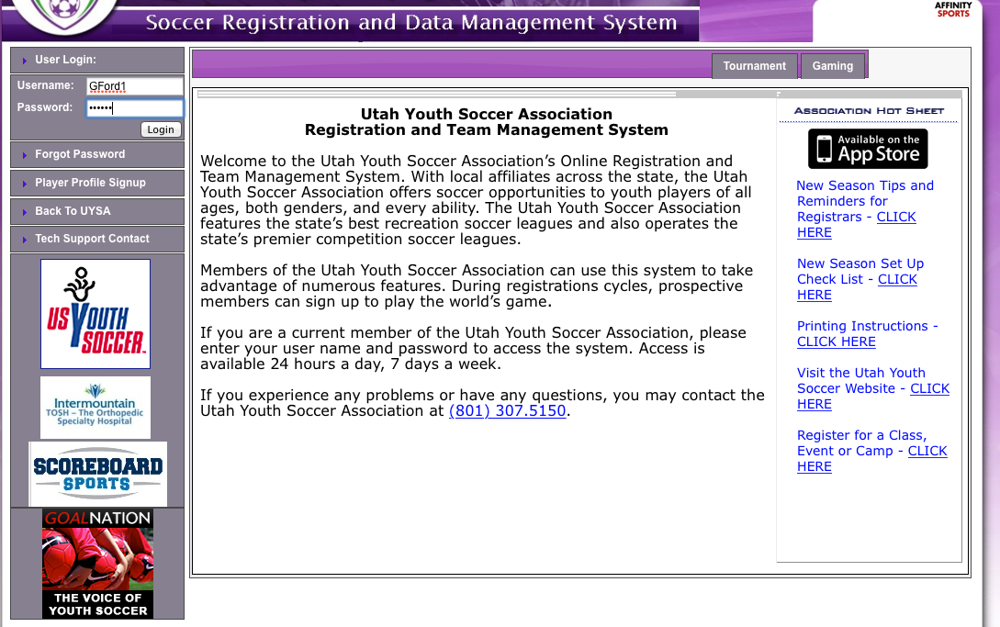 Soccer Registration and Data Management System
AFFINITY
SPORTS
User Login:
Username: GFord1
Password: ••••••
Login
Forgot Password
Player Profile Signup
Back To UYSA
Tech Support Contact
US YOUTH
SOCCER
Intermountain
TOSH – The Orthopedic
Specialty Hospital
SCOREBOARD
SPORTS
GOALNATION
THE VOICE OF
YOUTH SOCCER
Tournament
Gaming
Utah Youth Soccer Association
Registration and Team Management System
Welcome to the Utah Youth Soccer Association’s Online Registration and
Team Management System. With local affiliates across the state, the Utah
Youth Soccer Association offers soccer opportunities to youth players of all
ages, both genders, and every ability. The Utah Youth Soccer Association
features the state’s best recreation soccer leagues and also operates the
state’s premier competition soccer leagues.
Members of the Utah Youth Soccer Association can use this system to take
advantage of numerous features. During registrations cycles, prospective
members can sign up to play the world’s game.
If you are a current member of the Utah Youth Soccer Association, please
enter your user name and password to access the system. Access is
available 24 hours a day, 7 days a week.
If you experience any problems or have any questions, you may contact the
Utah Youth Soccer Association at (801) 307.5150.
Association Hot Sheet
Available on the
App Store
New Season Tips and
Reminders for
Registrars - CLICK
HERE
New Season Set Up
Check List - CLICK
HERE
Printing Instructions -
CLICK HERE
Visit the Utah Youth
Soccer Website - CLICK
HERE
Register for a Class,
Event or Camp - CLICK
HERE